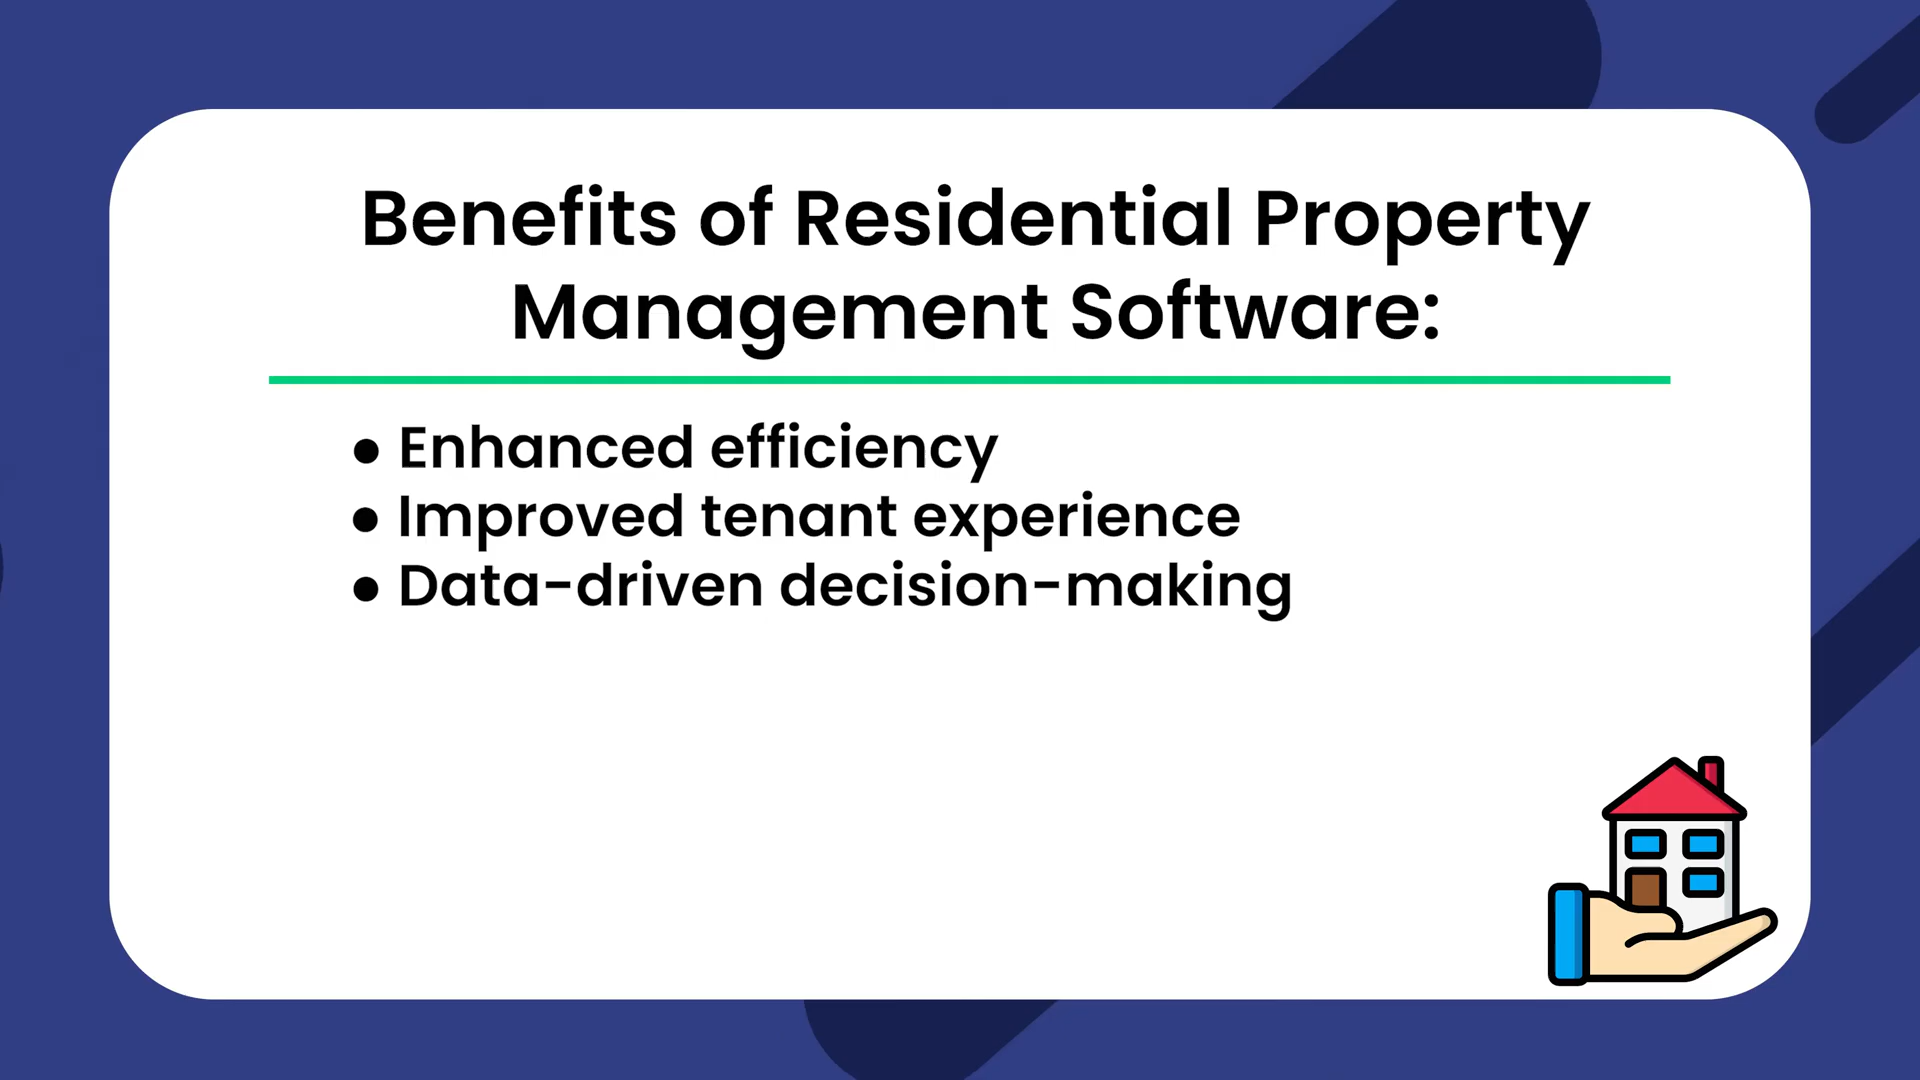 Benefits of Residential Property
Management Software:
● Enhanced efficiency
● Improved tenant experience
● Data-driven decision-making